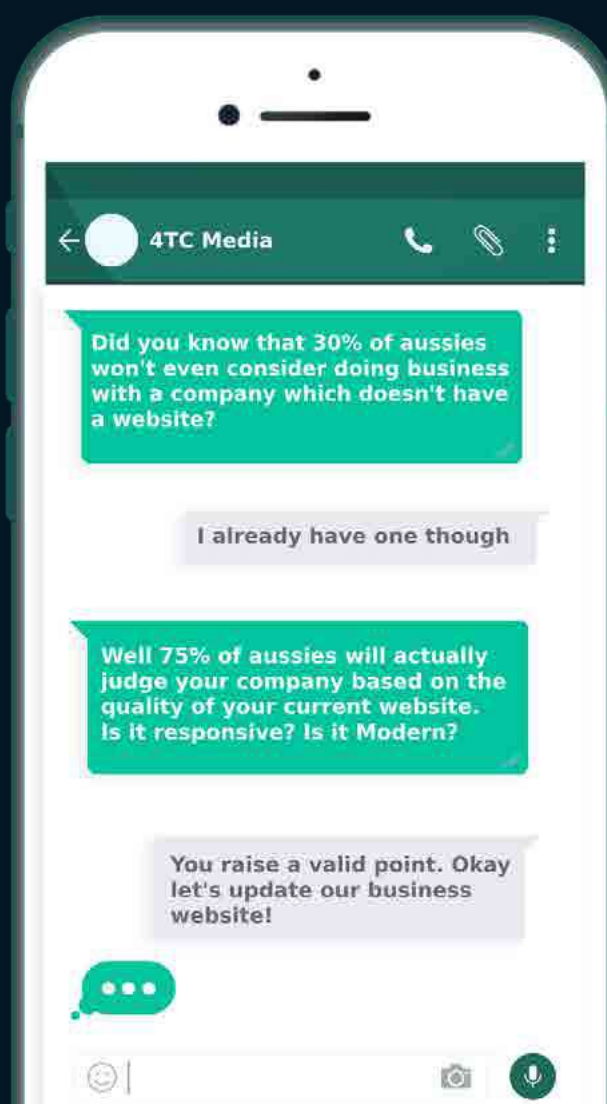 4TC Media
Did you know that 30% of aussies
won't even consider doing business
with a company which doesn't have
a website?
I already have one though
Well 75% of aussies will actually
judge your company based on the
quality of your current website.
Is it responsive? Is it Modern?
You raise a valid point. Okay
let's update our business
website!